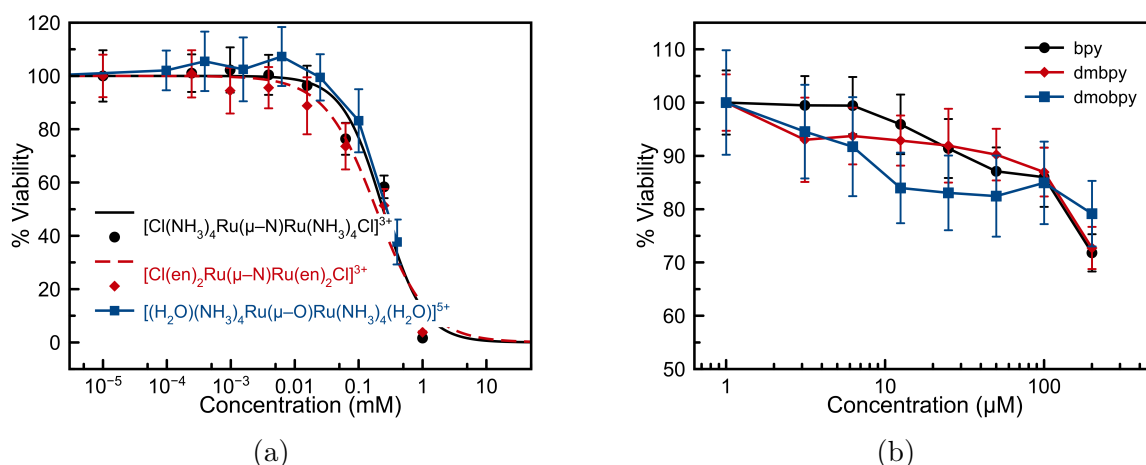 120
100
80
60
40
20
0
% Viability
[Cl(NH₃)₄Ru(μ–N)Ru(NH₃)₄Cl]³⁺
[Cl(en)₂Ru(μ–N)Ru(en)₂Cl]³⁺
[(H₂O)(NH₃)₄Ru(μ–O)Ru(NH₃)₄(H₂O)]⁵⁺
10⁻⁵ 10⁻⁴ 10⁻³ 0.01 0.1 1 10
Concentration (mM)
(a)
110
100
90
80
70
60
50
% Viability
bpy
dmbpy
dmobpy
1 10 100
Concentration (μM)
(b)